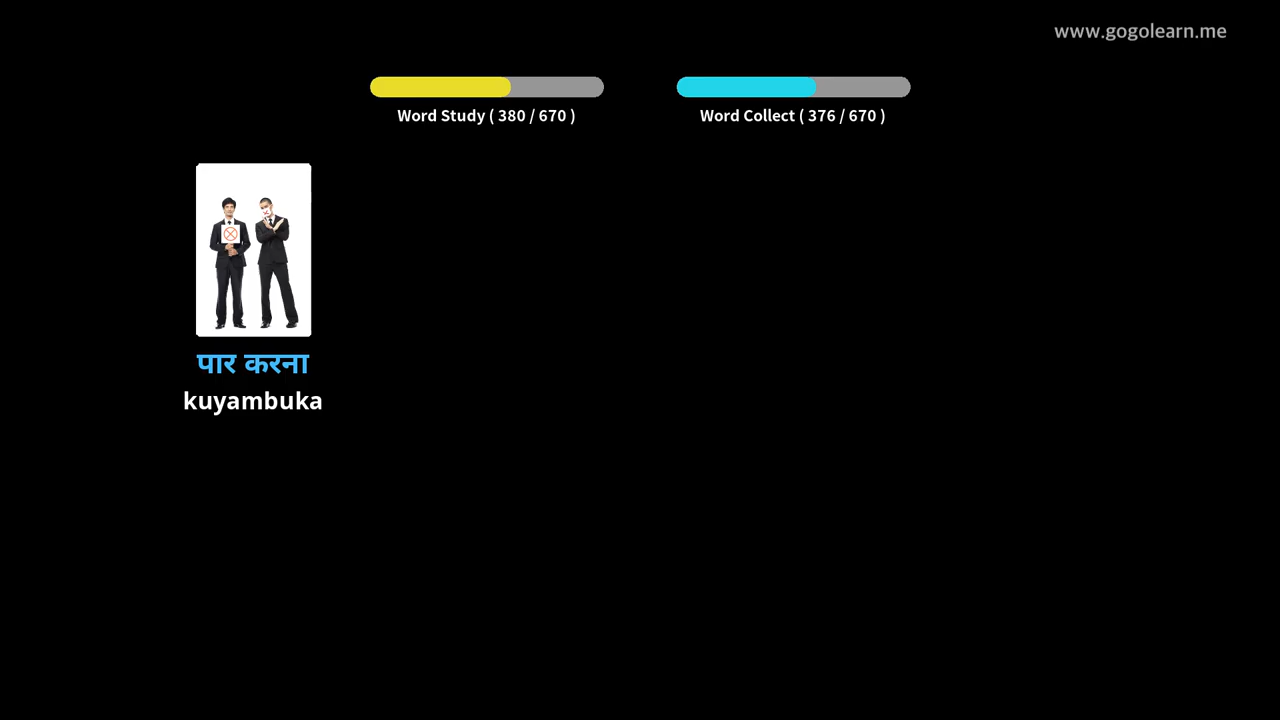 www.gogolearn.me
Word Study ( 380 / 670 )
Word Collect ( 376 / 670 )
पार करना
kuyambuka